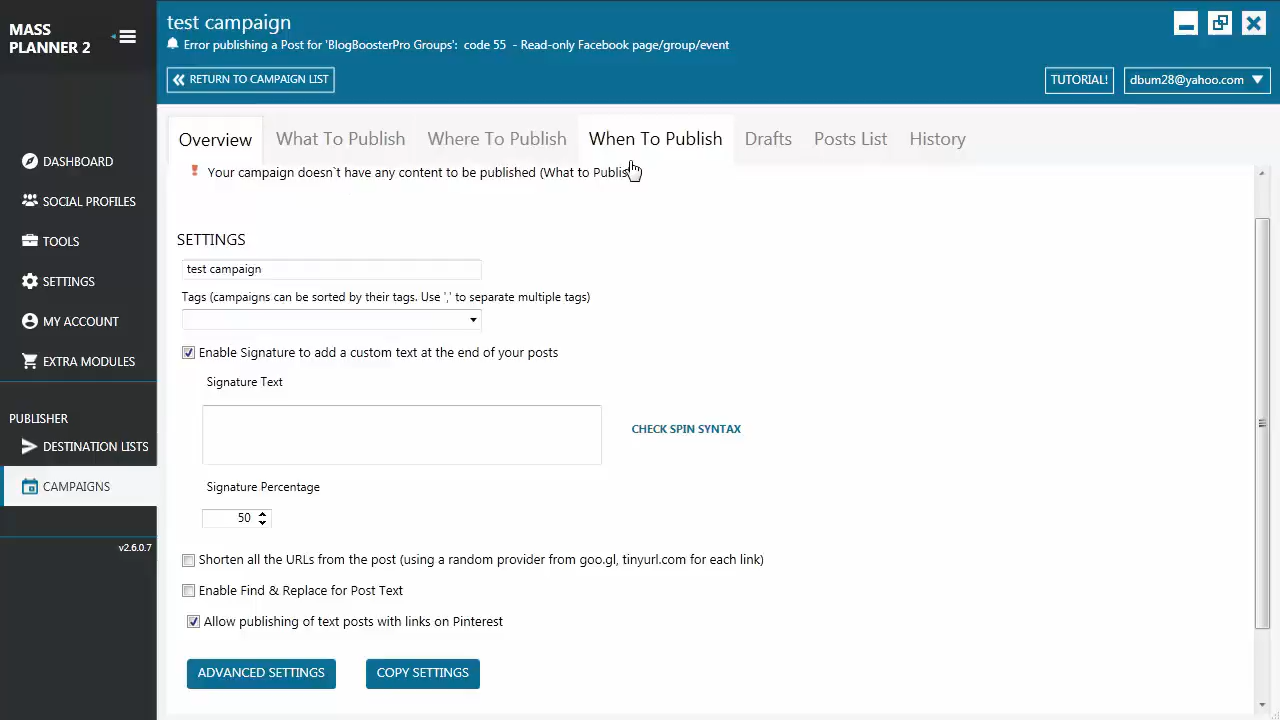 MASS
PLANNER 2
test campaign
Error publishing a Post for 'BlogBoosterPro Groups': code 55 - Read-only Facebook page/group/event
RETURN TO CAMPAIGN LIST
TUTORIAL!
dbum28@yahoo.com
Overview
What To Publish
Where To Publish
When To Publish
Drafts
Posts List
History
DASHBOARD
SOCIAL PROFILES
TOOLS
SETTINGS
MY ACCOUNT
EXTRA MODULES
PUBLISHER
DESTINATION LISTS
CAMPAIGNS
v2.6.0.7
Your campaign doesn`t have any content to be published (What to Publish)
SETTINGS
test campaign
Tags (campaigns can be sorted by their tags. Use ',' to separate multiple tags)
Enable Signature to add a custom text at the end of your posts
Signature Text
CHECK SPIN SYNTAX
Signature Percentage
50
Shorten all the URLs from the post (using a random provider from goo.gl, tinyurl.com for each link)
Enable Find & Replace for Post Text
Allow publishing of text posts with links on Pinterest
ADVANCED SETTINGS
COPY SETTINGS